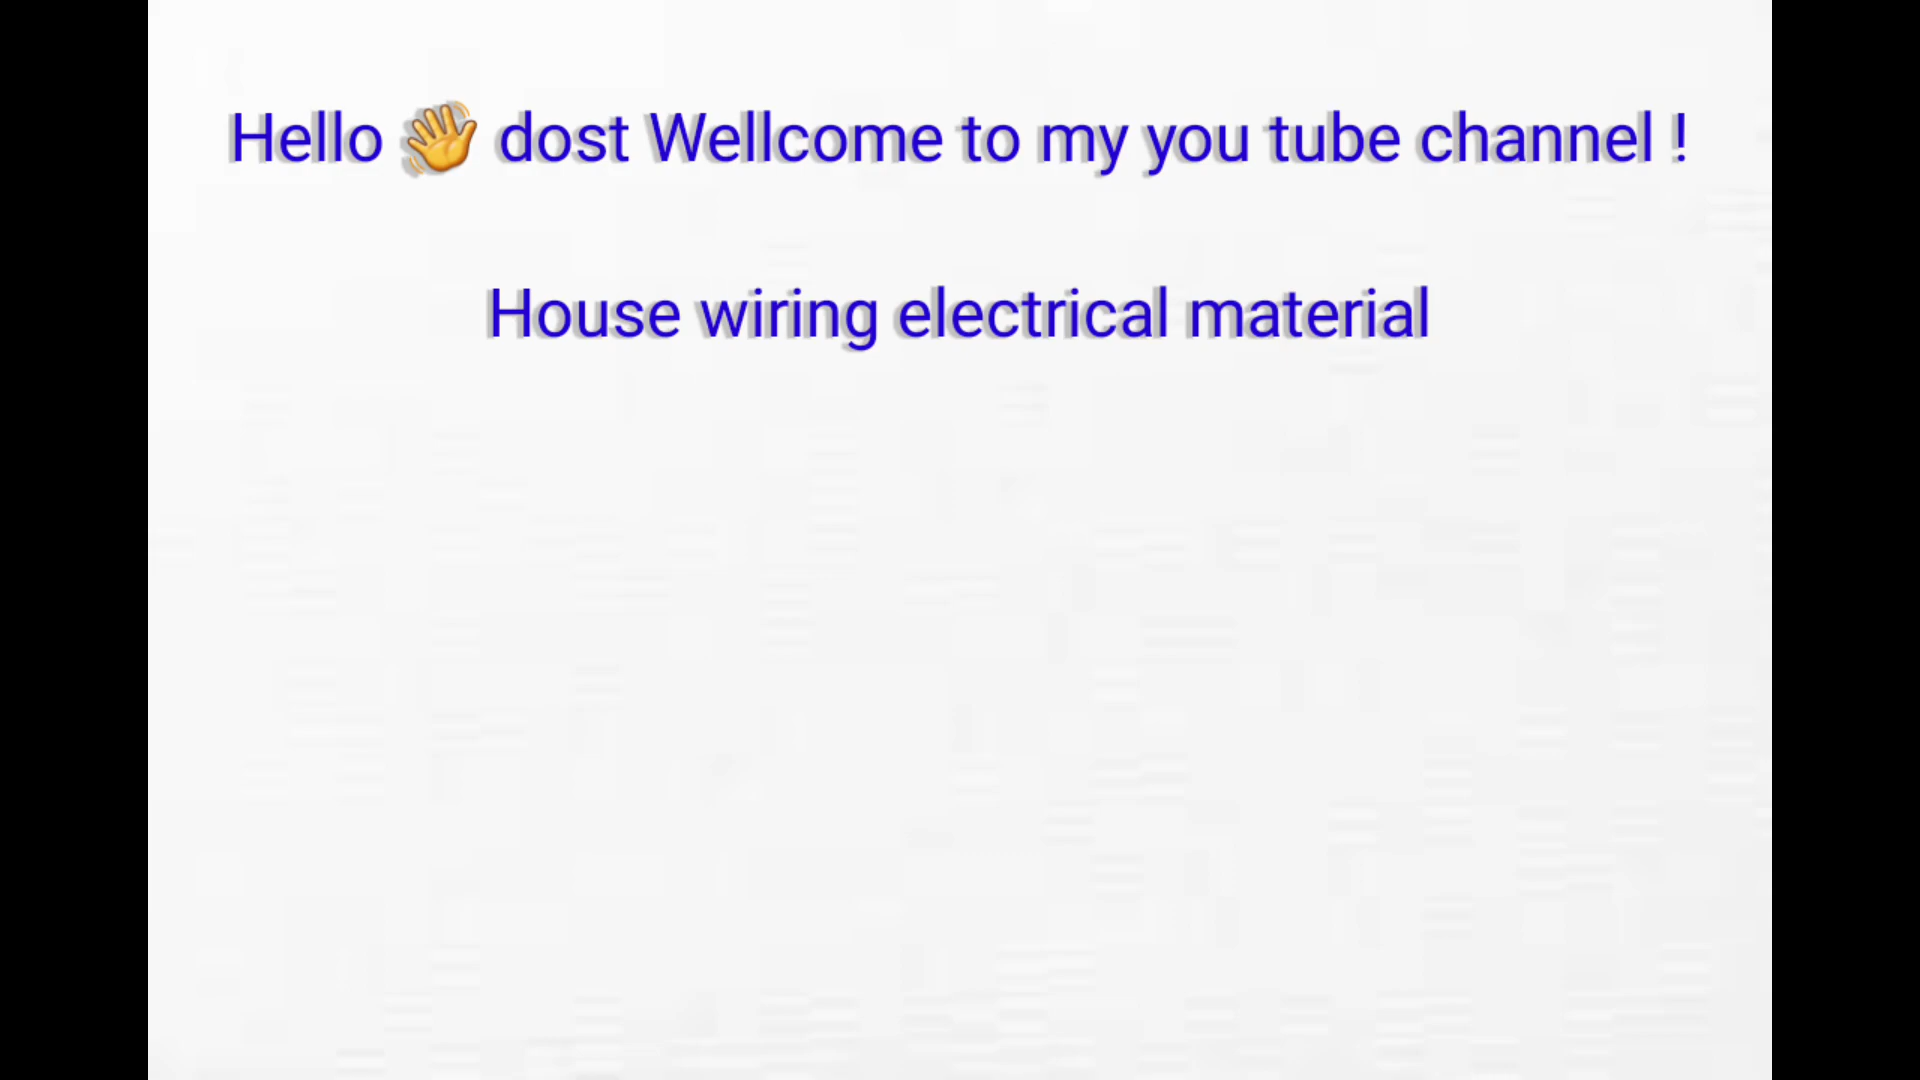 Hello 👋 dost Wellcome to my you tube channel !
House wiring electrical material